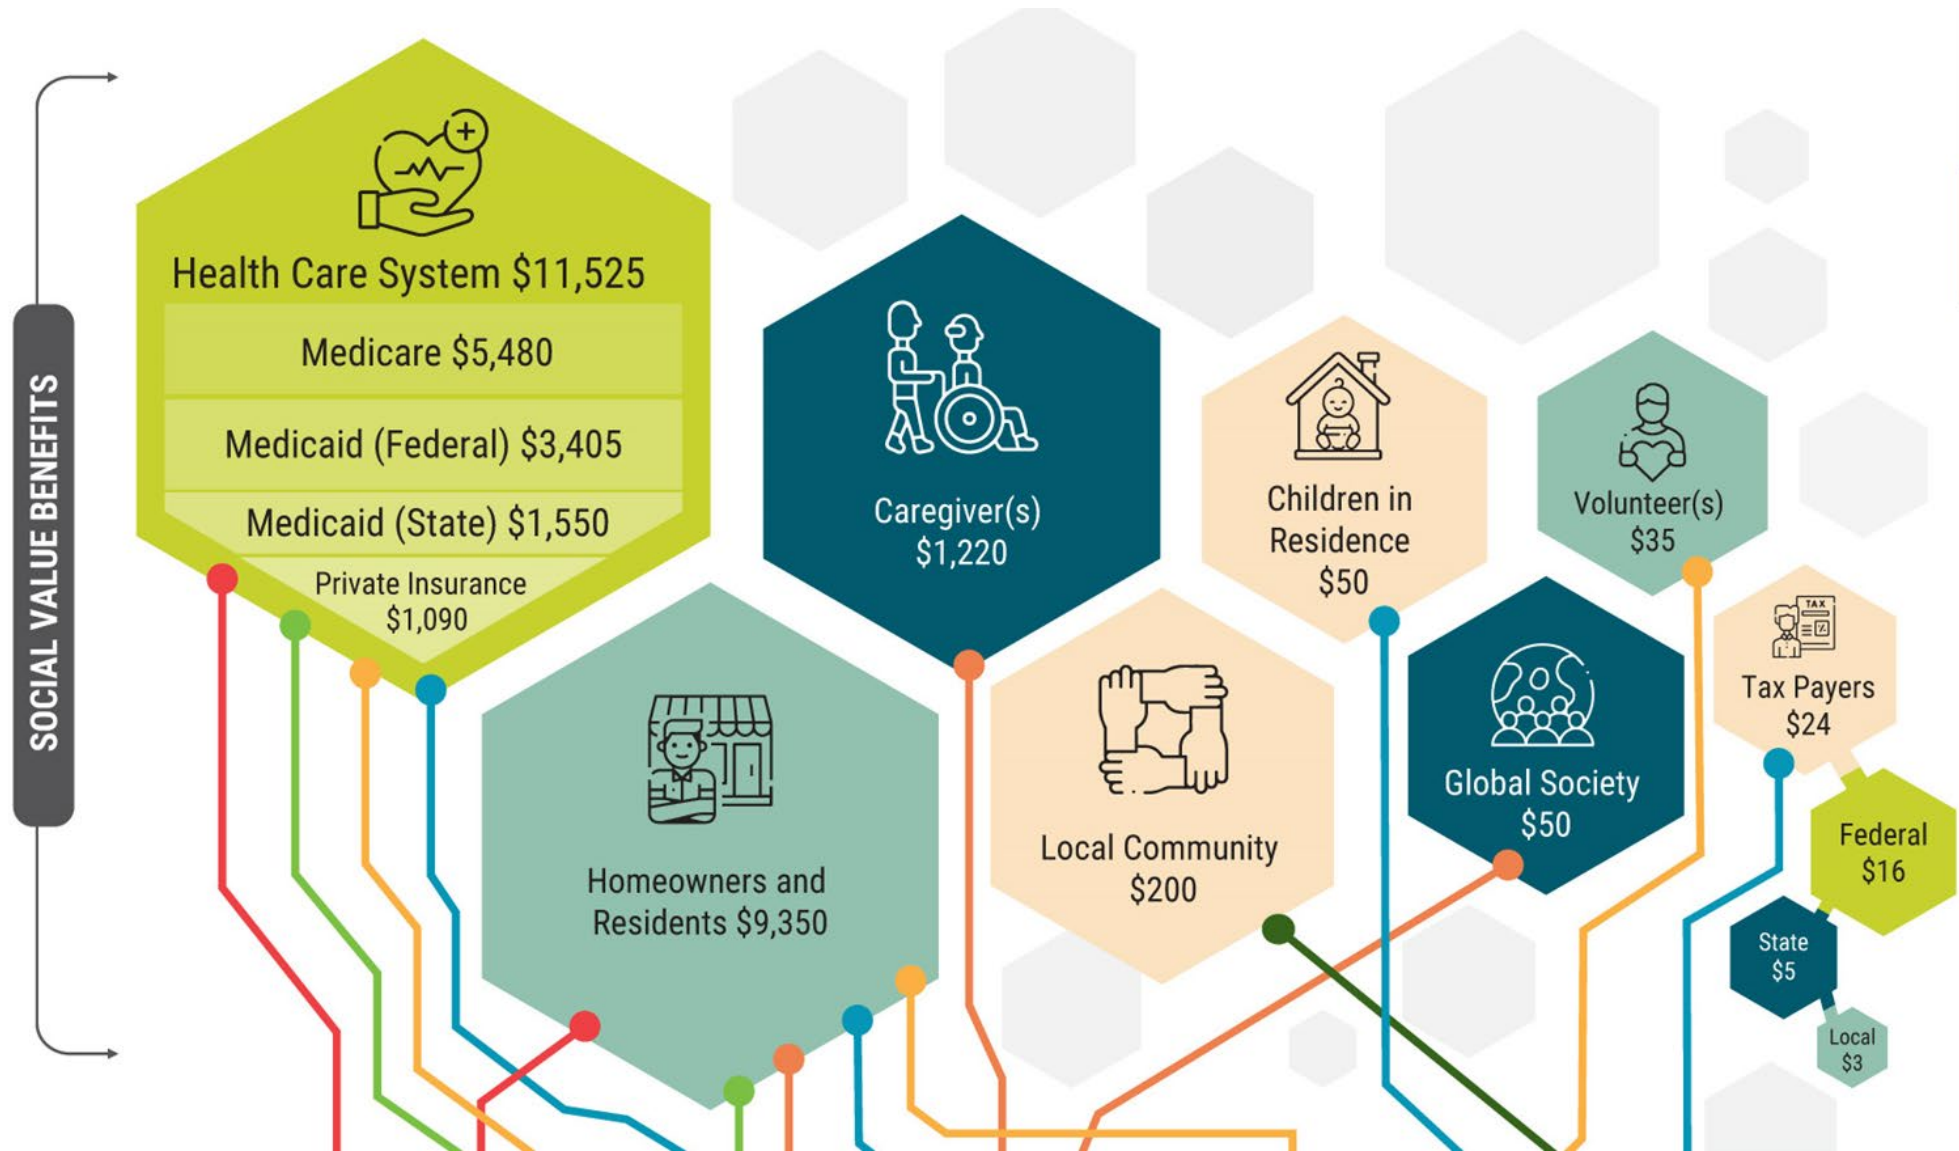 SOCIAL VALUE BENEFITS
Health Care System $11,525
Medicare $5,480
Medicaid (Federal) $3,405
Medicaid (State) $1,550
Private Insurance
$1,090
Caregiver(s)
$1,220
Children in
Residence
$50
Volunteer(s)
$35
Homeowners and
Residents $9,350
Local Community
$200
Global Society
$50
TAX
Tax Payers
$24
Federal
$16
State
$5
Local
$3